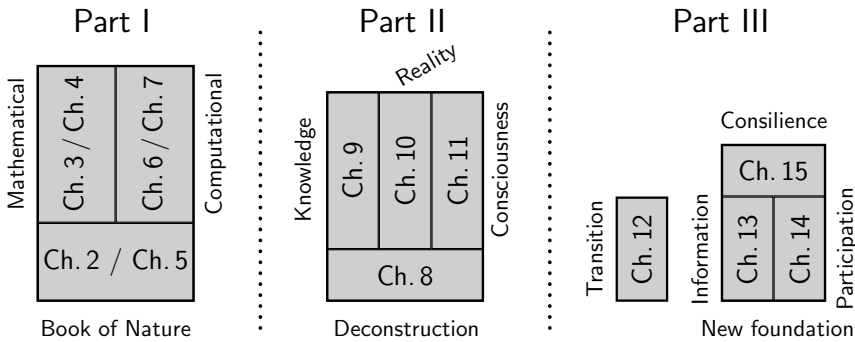 Part I
Part II
Part III
Mathematical
Ch. 3 / Ch. 4
Ch. 6 / Ch. 7
Computational
Ch. 2 / Ch. 5
Book of Nature
Reality
Knowledge
Ch. 9
Ch. 10
Ch. 11
Consciousness
Ch. 8
Deconstruction
Transition
Ch. 12
Consilience
Ch. 15
Information
Ch. 13
Ch. 14
Participation
New foundation